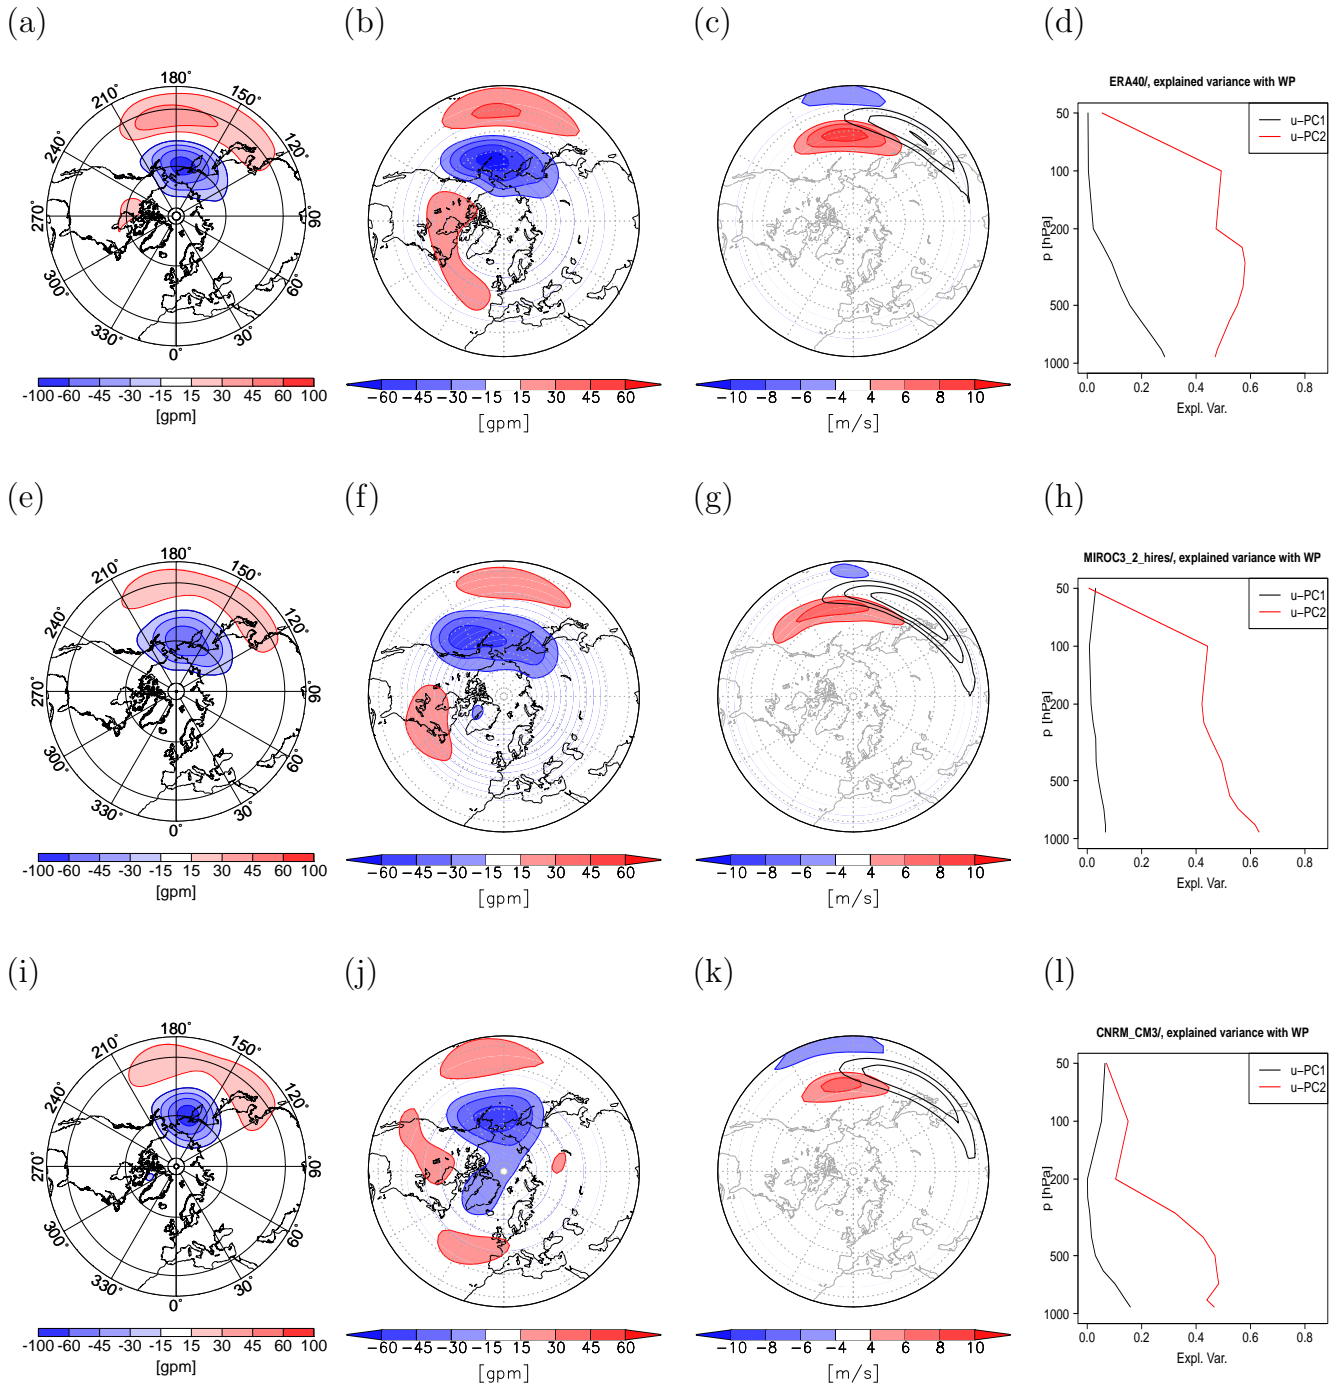 (a) (b) (c) (d)
180° 150° 120° 90° 60° 30° 0° 330° 300° 270° 240° 210°
-100 -60 -45 -30 -15 15 30 45 60 100
[gpm]
-60 -45 -30 -15 15 30 45 60
[gpm]
-10 -8 -6 -4 4 6 8 10
[m/s]
ERA40/, explained variance with WP
u-PC1
u-PC2
p [hPa]
50
100
200
500
1000
0.0 0.2 0.4 0.6 0.8
Expl. Var.
(e) (f) (g) (h)
180° 150° 120° 90° 60° 30° 0° 330° 300° 270° 240° 210°
-100 -60 -45 -30 -15 15 30 45 60 100
[gpm]
-60 -45 -30 -15 15 30 45 60
[gpm]
-10 -8 -6 -4 4 6 8 10
[m/s]
MIROC3_2_hires/, explained variance with WP
u-PC1
u-PC2
p [hPa]
50
100
200
500
1000
0.0 0.2 0.4 0.6 0.8
Expl. Var.
(i) (j) (k) (l)
180° 150° 120° 90° 60° 30° 0° 330° 300° 270° 240° 210°
-100 -60 -45 -30 -15 15 30 45 60 100
[gpm]
-60 -45 -30 -15 15 30 45 60
[gpm]
-10 -8 -6 -4 4 6 8 10
[m/s]
CNRM_CM3/, explained variance with WP
u-PC1
u-PC2
p [hPa]
50
100
200
500
1000
0.0 0.2 0.4 0.6 0.8
Expl. Var.